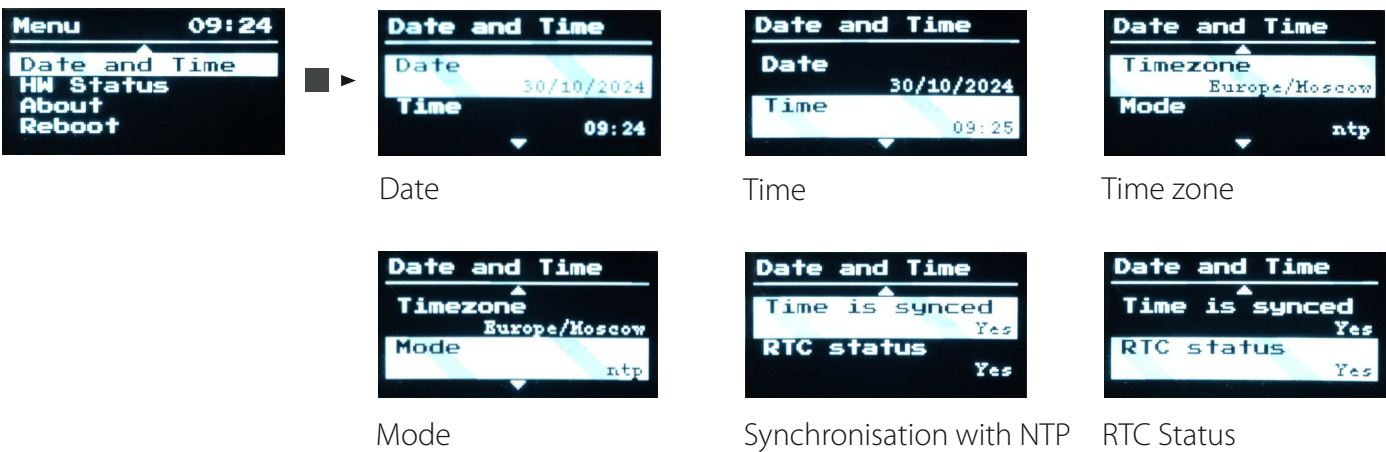 Menu 09:24
Date and Time
HW Status
About
Reboot
Date and Time
Date
30/10/2024
Time
09:24
Date
Date and Time
Date
30/10/2024
Time
09:25
Time
Date and Time
Timezone
Europe/Moscow
Mode
ntp
Time zone
Date and Time
Timezone
Europe/Moscow
Mode
ntp
Mode
Date and Time
Time is synced
Yes
RTC status
Yes
Synchronisation with NTP
Date and Time
Time is synced
Yes
RTC status
Yes
RTC Status